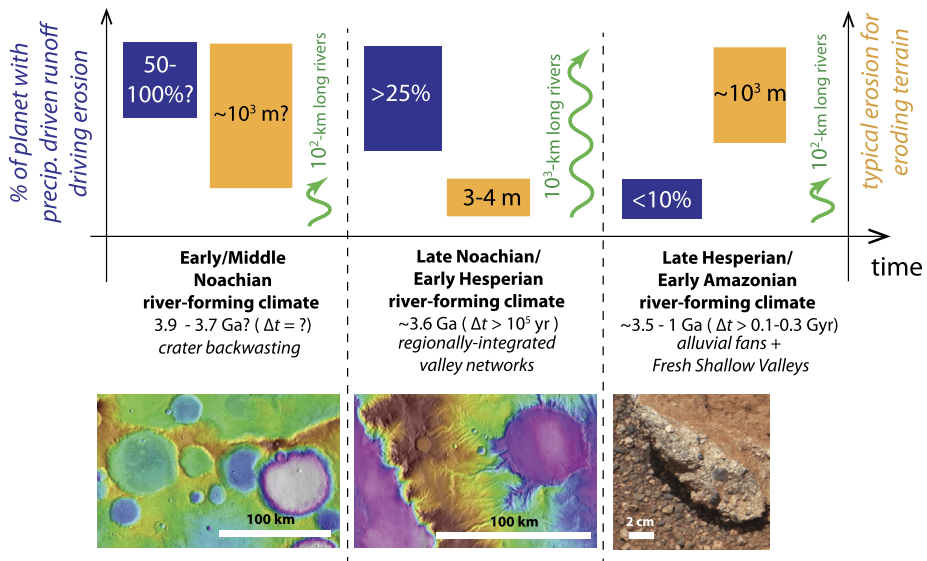 % of planet with
precip. driven runoff
driving erosion
50-
100%?
~10³ m?
10²-km long rivers
>25%
3-4 m
10³-km long rivers
<10%
~10³ m
10²-km long rivers
typical erosion for
eroding terrain
time
Early/Middle
Noachian
river-forming climate
3.9 - 3.7 Ga? ( Δt = ?)
crater backwasting
Late Noachian/
Early Hesperian
river-forming climate
~3.6 Ga ( Δt > 10⁵ yr )
regionally-integrated
valley networks
Late Hesperian/
Early Amazonian
river-forming climate
~3.5 - 1 Ga ( Δt > 0.1-0.3 Gyr)
alluvial fans +
Fresh Shallow Valleys
100 km
100 km
2 cm